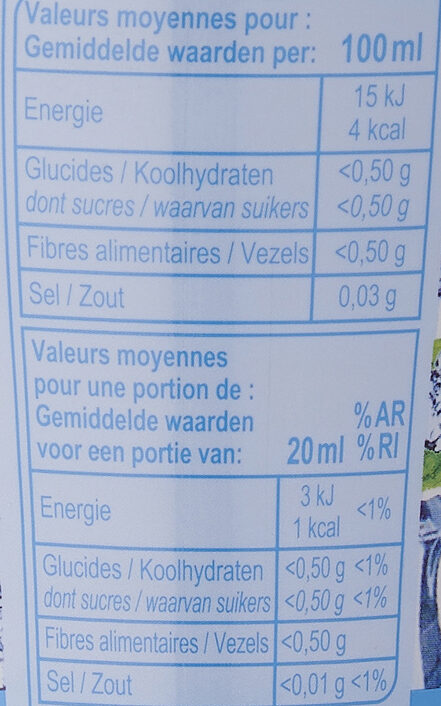 Valeurs moyennes pour :
Gemiddelde waarden per: 100 ml
Energie 15 kJ
4 kcal
Glucides / Koolhydraten <0,50 g
dont sucres / waarvan suikers <0,50 g
Fibres alimentaires / Vezels <0,50 g
Sel / Zout 0,03 g
Valeurs moyennes
pour une portion de :
Gemiddelde waarden %AR
voor een portie van: 20 ml %RI
Energie 3 kJ <1%
1 kcal
Glucides / Koolhydraten <0,50 g <1%
dont sucres / waarvan suikers <0,50 g <1%
Fibres alimentaires / Vezels <0,50 g
Sel / Zout <0,01 g <1%